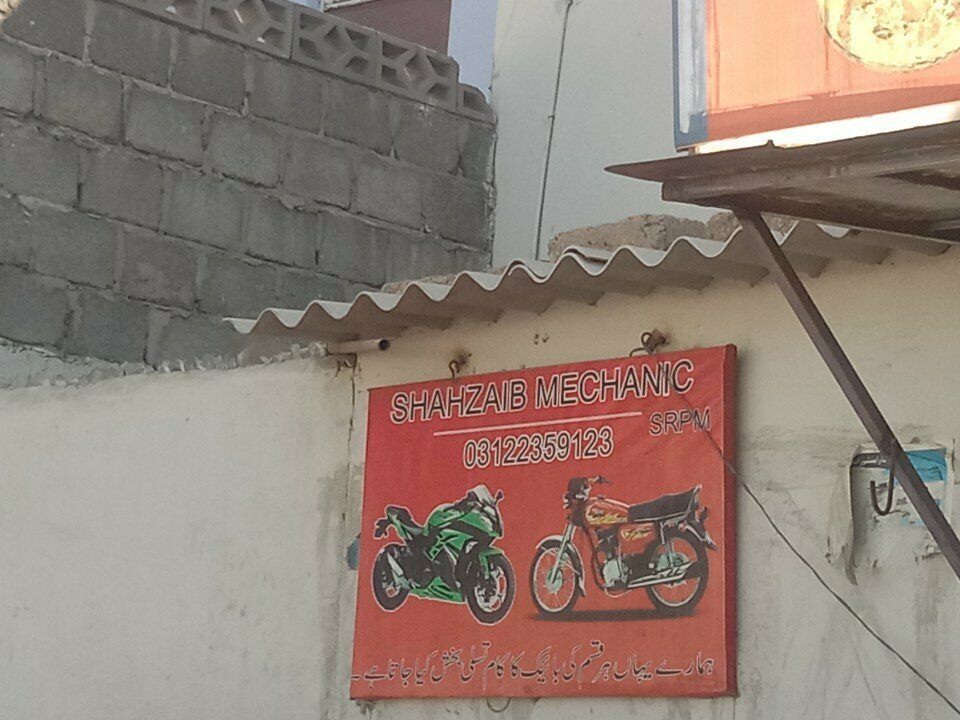 SHAHZAIB MECHANIC
SRPM
03122359123
ہمارے یہاں ہر قسم کی بائیک کا کام تسلی بخش کیا جاتا ہے۔